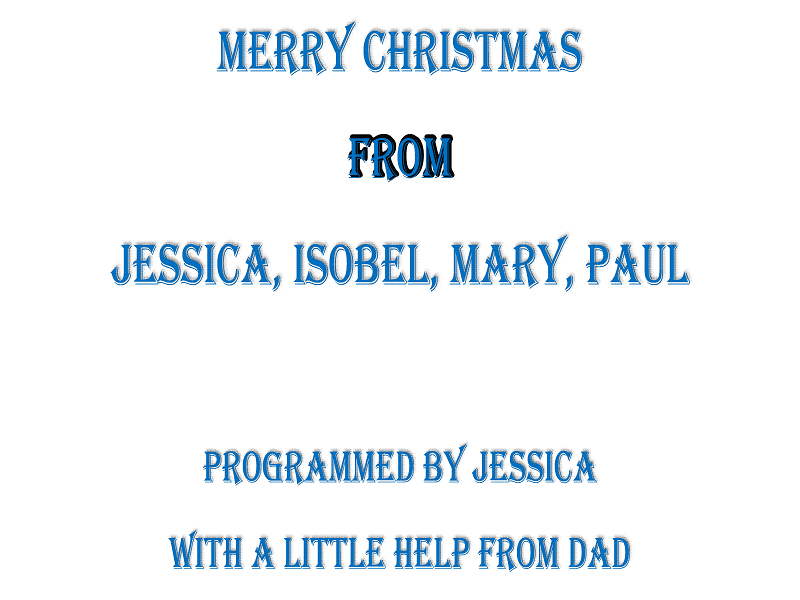 MERRY CHRISTMAS
FROM
JESSICA, ISOBEL, MARY, PAUL
PROGRAMMED BY JESSICA
WITH A LITTLE HELP FROM DAD